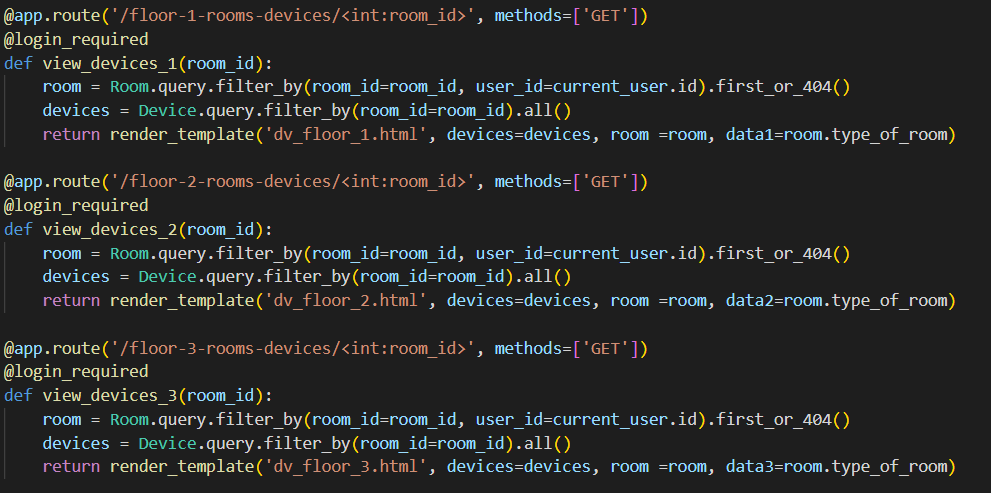 @app.route('/floor-1-rooms-devices/<int:room_id>', methods=['GET'])
@login_required
def view_devices_1(room_id):
    room = Room.query.filter_by(room_id=room_id, user_id=current_user.id).first_or_404()
    devices = Device.query.filter_by(room_id=room_id).all()
    return render_template('dv_floor_1.html', devices=devices, room =room, data1=room.type_of_room)

@app.route('/floor-2-rooms-devices/<int:room_id>', methods=['GET'])
@login_required
def view_devices_2(room_id):
    room = Room.query.filter_by(room_id=room_id, user_id=current_user.id).first_or_404()
    devices = Device.query.filter_by(room_id=room_id).all()
    return render_template('dv_floor_2.html', devices=devices, room =room, data2=room.type_of_room)

@app.route('/floor-3-rooms-devices/<int:room_id>', methods=['GET'])
@login_required
def view_devices_3(room_id):
    room = Room.query.filter_by(room_id=room_id, user_id=current_user.id).first_or_404()
    devices = Device.query.filter_by(room_id=room_id).all()
    return render_template('dv_floor_3.html', devices=devices, room =room, data3=room.type_of_room)